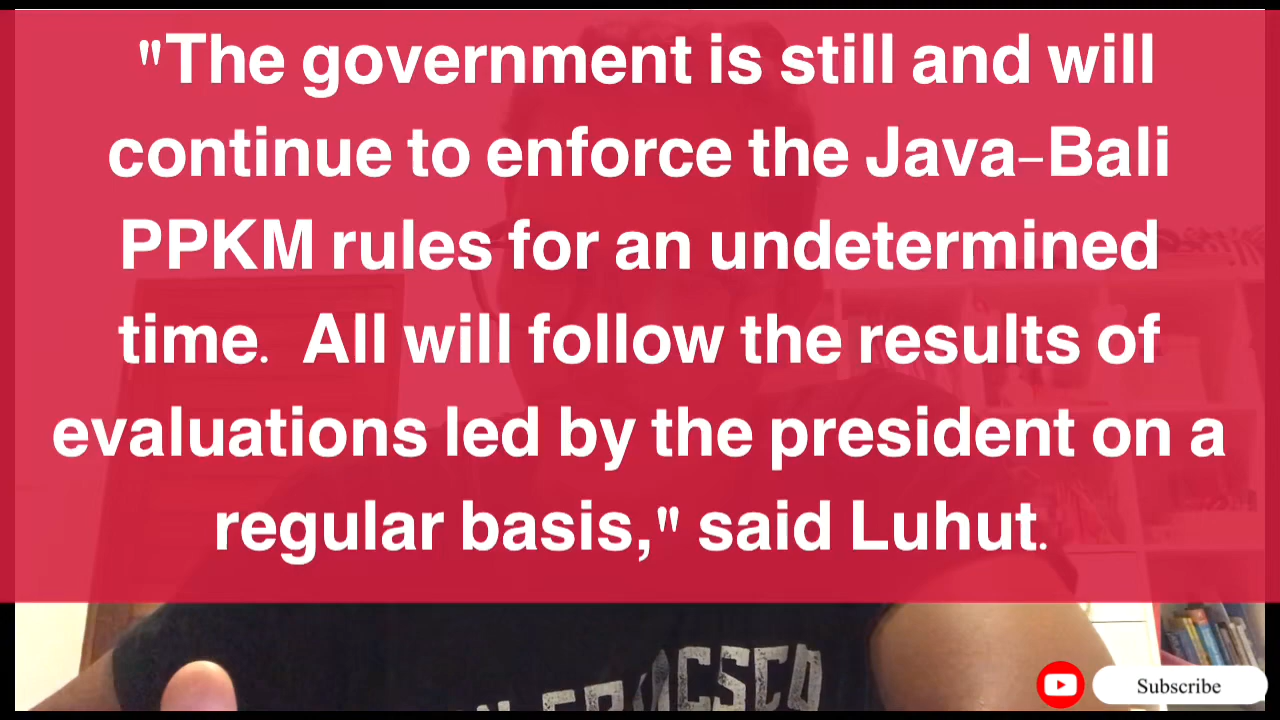 "The government is still and will
continue to enforce the Java-Bali
PPKM rules for an undetermined
time.  All will follow the results of
evaluations led by the president on a
regular basis," said Luhut.
Subscribe